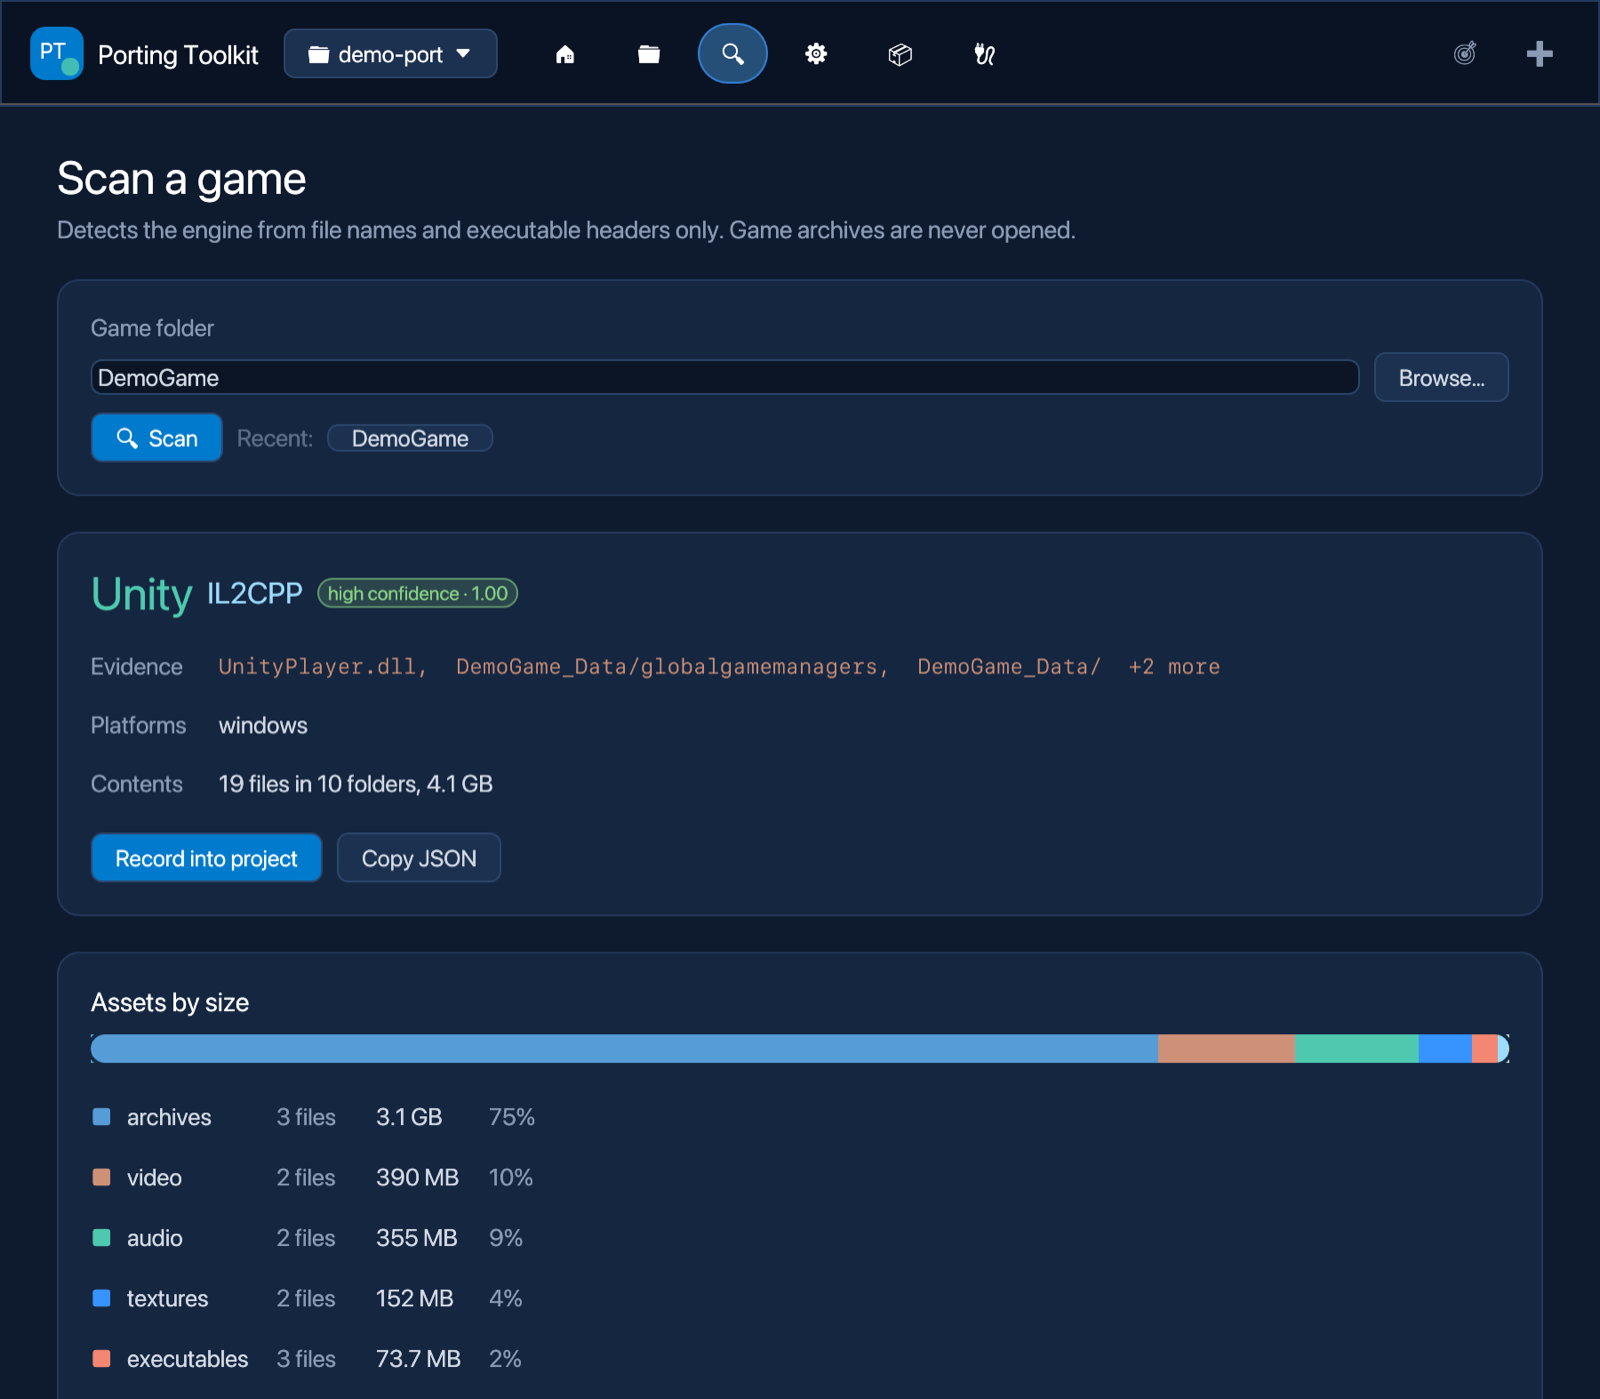 PT Porting Toolkit demo-port
Scan a game
Detects the engine from file names and executable headers only. Game archives are never opened.
Game folder
DemoGame Browse...
Scan Recent: DemoGame
Unity IL2CPP high confidence · 1.00
Evidence UnityPlayer.dll, DemoGame_Data/globalgamemanagers, DemoGame_Data/ +2 more
Platforms windows
Contents 19 files in 10 folders, 4.1 GB
Record into project Copy JSON
Assets by size
archives 3 files 3.1 GB 75%
video 2 files 390 MB 10%
audio 2 files 355 MB 9%
textures 2 files 152 MB 4%
executables 3 files 73.7 MB 2%